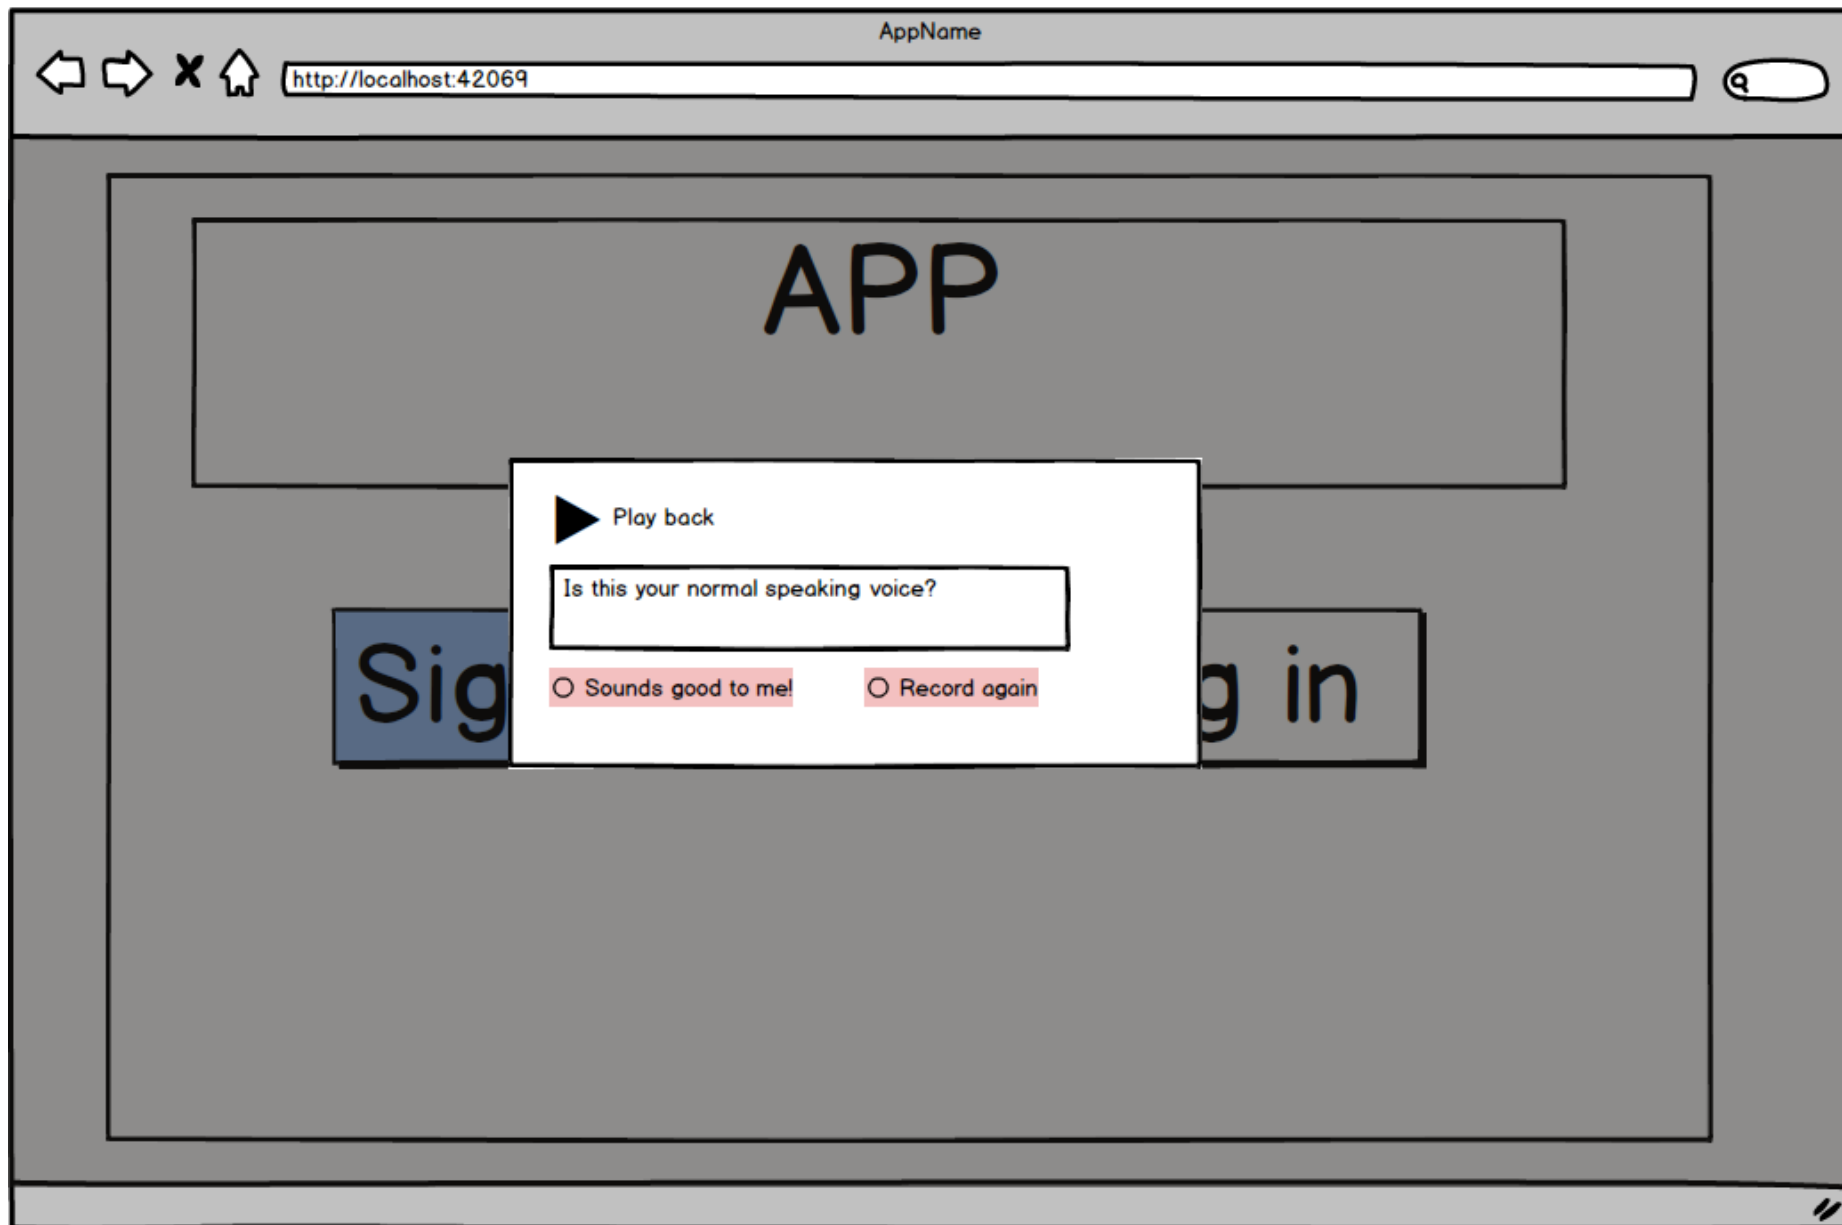 AppName
http://localhost:42069
APP
Play back
Is this your normal speaking voice?
Sig g in
Sounds good to me! Record again